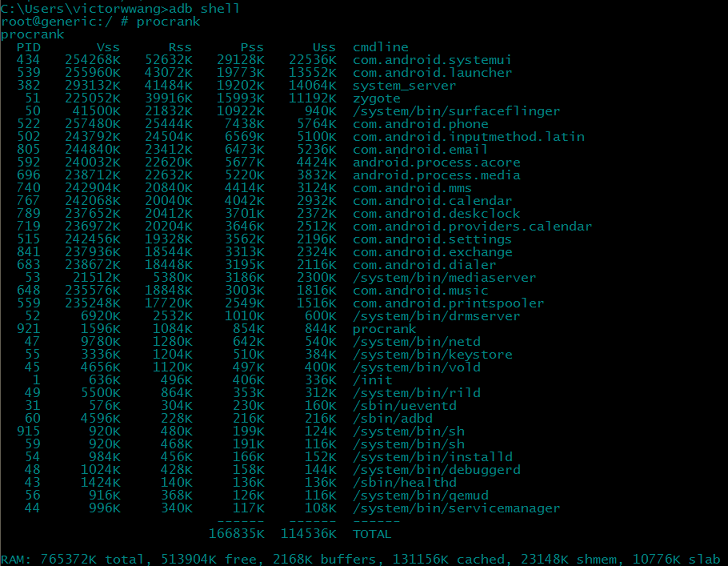 C:\Users\victorwwang>adb shell
root@generic:/ # procrank
procrank
PID Vss Rss Pss Uss cmdline
434 254268K 52632K 29128K 22536K com.android.systemui
539 255960K 43072K 19773K 13552K com.android.launcher
382 293132K 41484K 19202K 14064K system_server
51 225052K 39916K 15993K 11192K zygote
50 41500K 21832K 10922K 940K /system/bin/surfaceflinger
522 257480K 25444K 7438K 5764K com.android.phone
502 243792K 24504K 6569K 5100K com.android.inputmethod.latin
805 244840K 23412K 6473K 5236K com.android.email
592 240032K 22620K 5677K 4424K android.process.acore
696 238712K 22632K 5220K 3832K android.process.media
740 242904K 20840K 4414K 3124K com.android.mms
767 242068K 20040K 4042K 2932K com.android.calendar
789 237652K 20412K 3701K 2372K com.android.deskclock
719 236972K 20204K 3646K 2512K com.android.providers.calendar
515 242456K 19328K 3562K 2196K com.android.settings
841 237936K 18544K 3313K 2324K com.android.exchange
683 238672K 18448K 3195K 2116K com.android.dialer
53 21512K 5380K 3186K 2300K /system/bin/mediaserver
648 235576K 18848K 3003K 1816K com.android.music
559 235248K 17720K 2549K 1516K com.android.printspooler
52 6920K 2532K 1010K 600K /system/bin/drmserver
921 1596K 1084K 854K 844K procrank
47 9780K 1280K 642K 540K /system/bin/netd
55 3336K 1204K 510K 384K /system/bin/keystore
45 4656K 1120K 497K 400K /system/bin/vold
1 636K 496K 406K 336K /init
49 5500K 864K 353K 312K /system/bin/rild
31 576K 304K 230K 160K /sbin/ueventd
60 4596K 228K 216K 216K /sbin/adbd
915 920K 480K 199K 124K /system/bin/sh
59 920K 468K 191K 116K /system/bin/sh
54 984K 456K 166K 152K /system/bin/installd
48 1024K 428K 158K 144K /system/bin/debuggerd
43 1424K 140K 136K 136K /sbin/healthd
56 916K 368K 126K 116K /system/bin/qemud
44 996K 340K 117K 108K /system/bin/servicemanager
------ ------ ------
166835K 114536K TOTAL
RAM: 765372K total, 513904K free, 2168K buffers, 131156K cached, 23148K shmem, 10776K slab